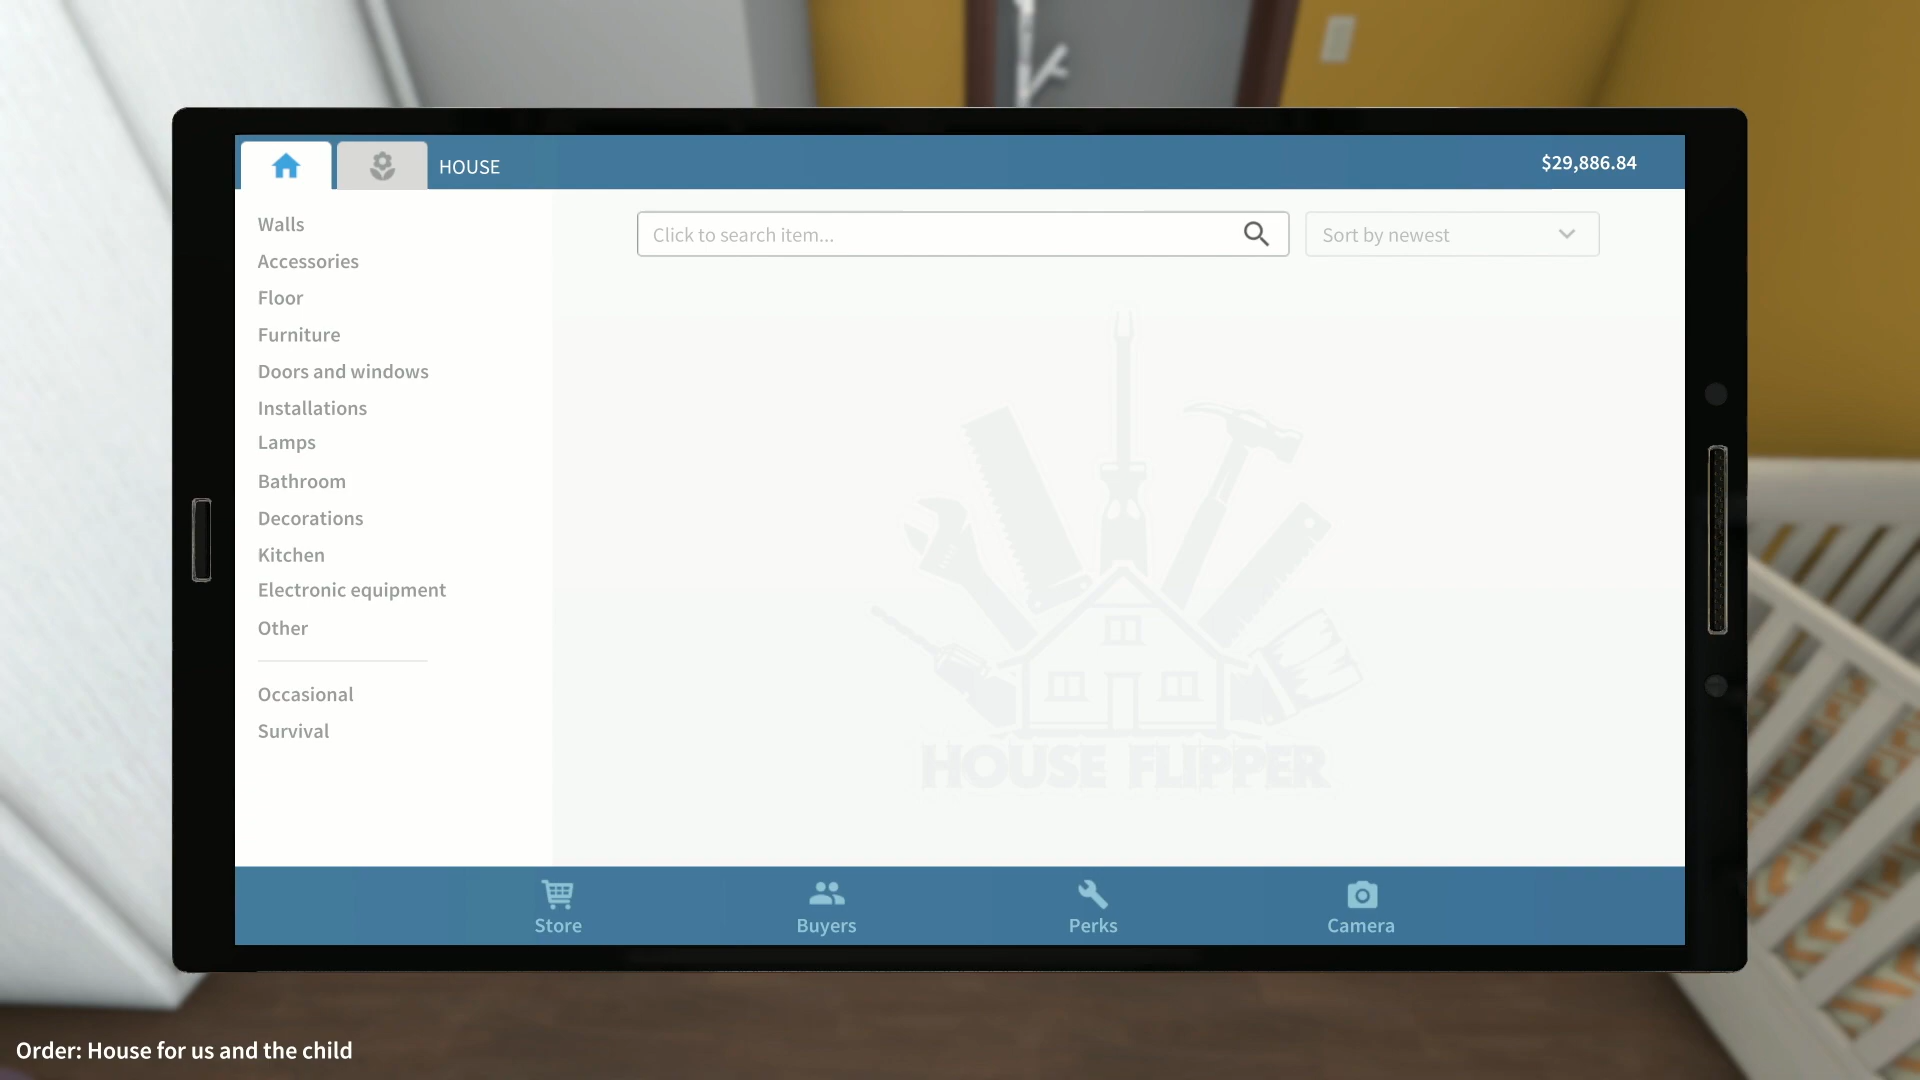 HOUSE
$29,886.84
Click to search item...
Sort by newest
Walls
Accessories
Floor
Furniture
Doors and windows
Installations
Lamps
Bathroom
Decorations
Kitchen
Electronic equipment
Other
Occasional
Survival
HOUSE FLIPPER
Store
Buyers
Perks
Camera
Order: House for us and the child